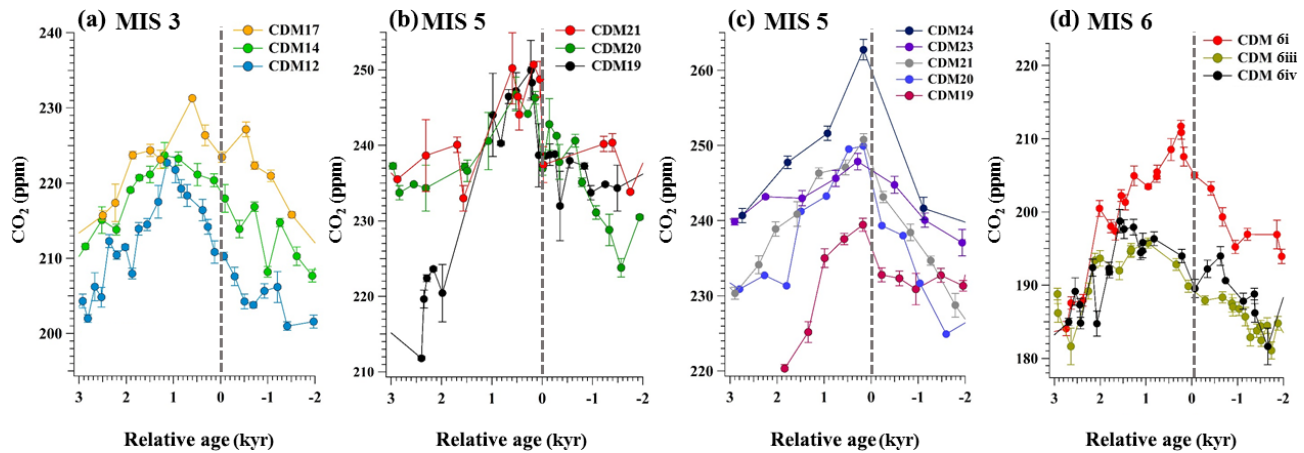 (a) MIS 3
CDM17
CDM14
CDM12
240
230
220
210
200
CO2 (ppm)
3 2 1 0 -1 -2
Relative age (kyr)
(b) MIS 5
CDM21
CDM20
CDM19
250
240
230
220
210
CO2 (ppm)
3 2 1 0 -1 -2
Relative age (kyr)
(c) MIS 5
CDM24
CDM23
CDM21
CDM20
CDM19
260
250
240
230
220
CO2 (ppm)
3 2 1 0 -1 -2
Relative age (kyr)
(d) MIS 6
CDM 6i
CDM 6iii
CDM 6iv
220
210
200
190
180
CO2 (ppm)
3 2 1 0 -1 -2
Relative age (kyr)